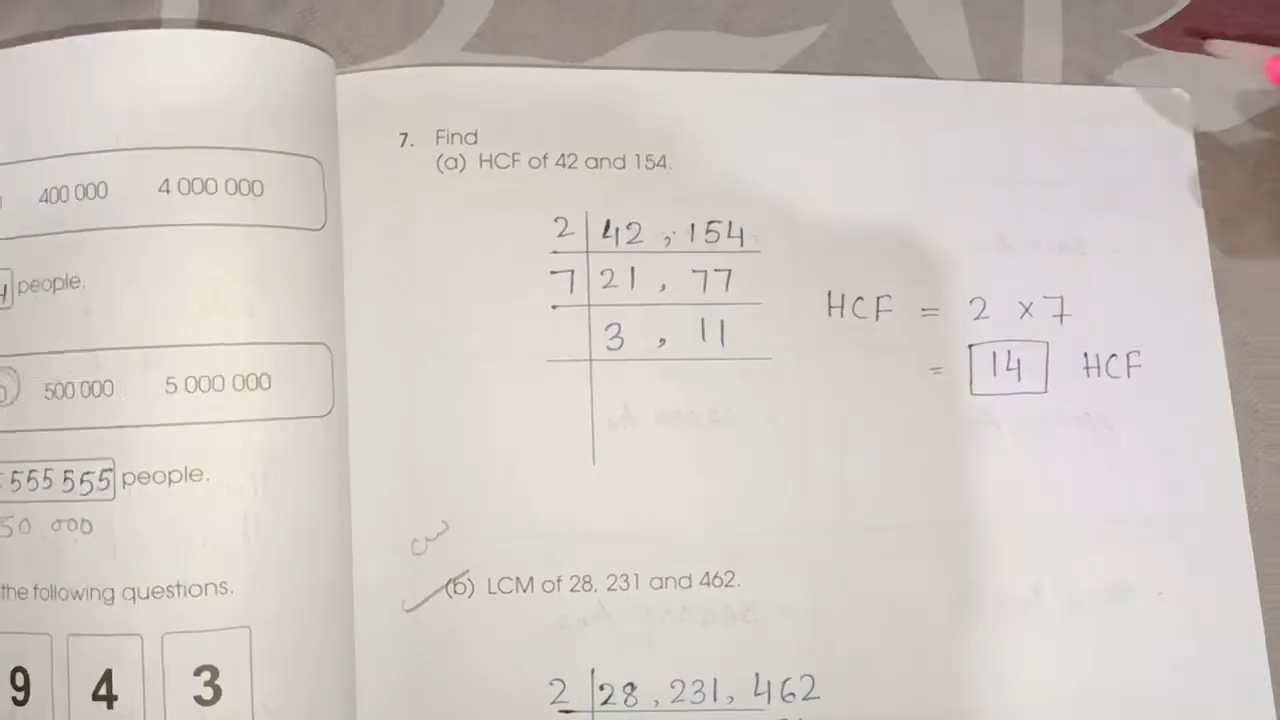 400 000 4 000 000
people.
500 000 5 000 000
555 555 people.
50 000
the following questions.
9 4 3
7. Find
(a) HCF of 42 and 154.
2 42 , 154
7 21 , 77
3 , 11
HCF = 2 × 7
= 14 HCF
cw
(b) LCM of 28, 231 and 462.
2 28 , 231, 462